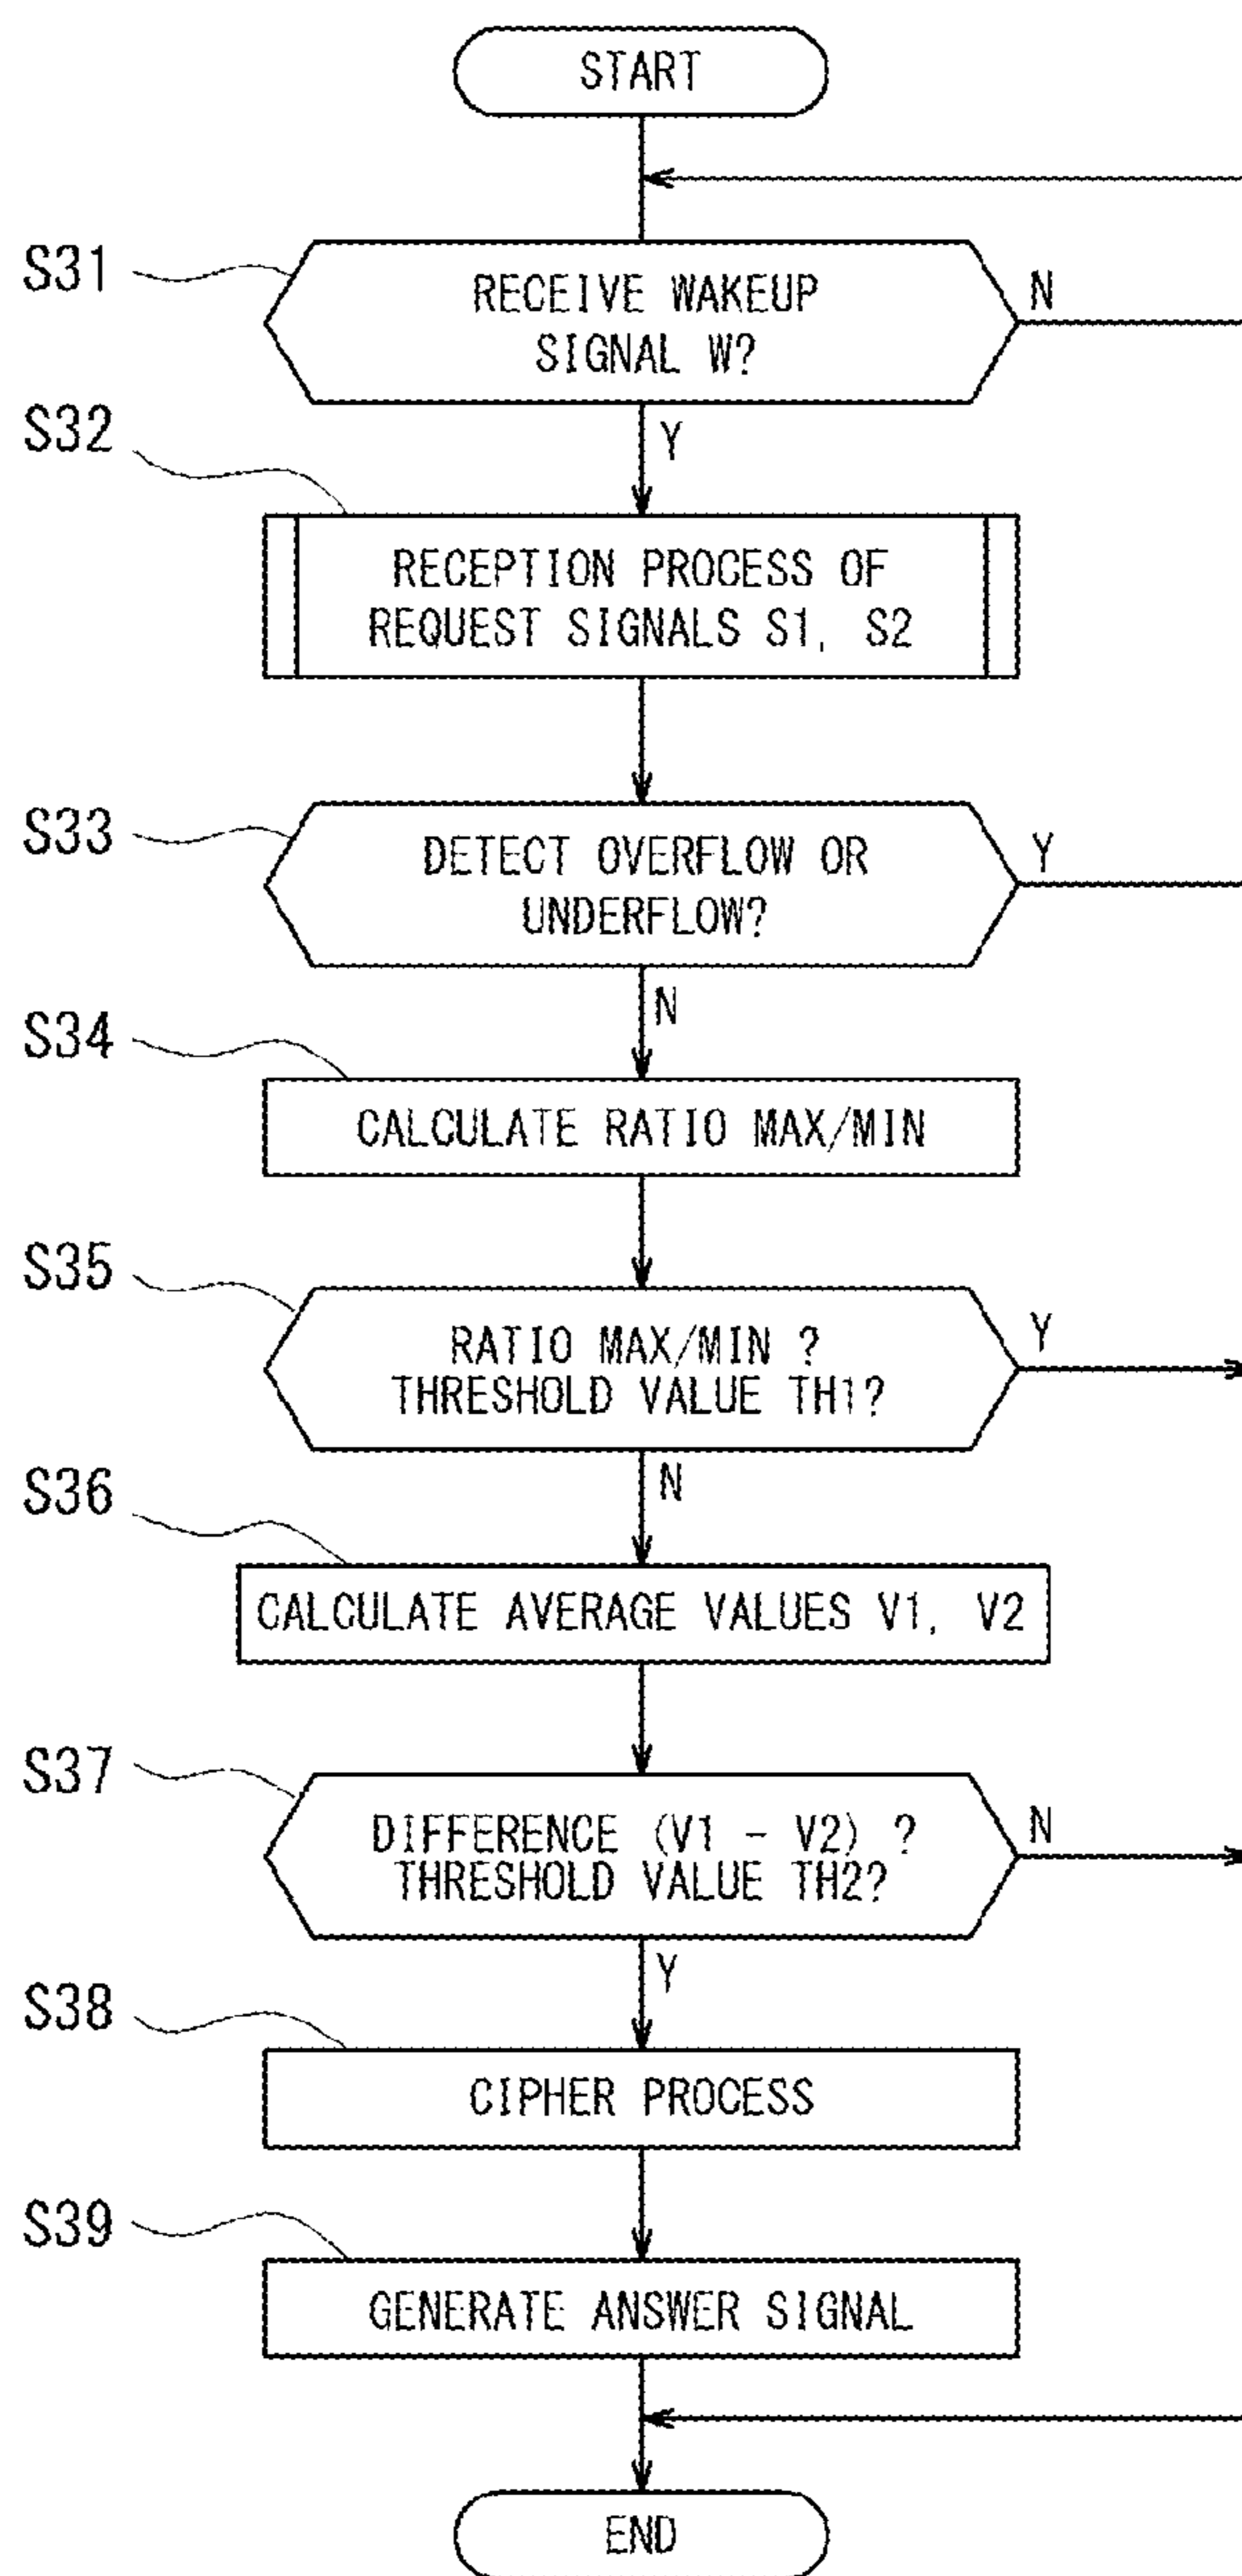 START
S31
RECEIVE WAKEUP
SIGNAL W?
N
Y
S32
RECEPTION PROCESS OF
REQUEST SIGNALS S1, S2
S33
DETECT OVERFLOW OR
UNDERFLOW?
Y
N
S34
CALCULATE RATIO MAX/MIN
S35
RATIO MAX/MIN ?
THRESHOLD VALUE TH1?
Y
N
S36
CALCULATE AVERAGE VALUES V1, V2
S37
DIFFERENCE (V1 - V2) ?
THRESHOLD VALUE TH2?
N
Y
S38
CIPHER PROCESS
S39
GENERATE ANSWER SIGNAL
END